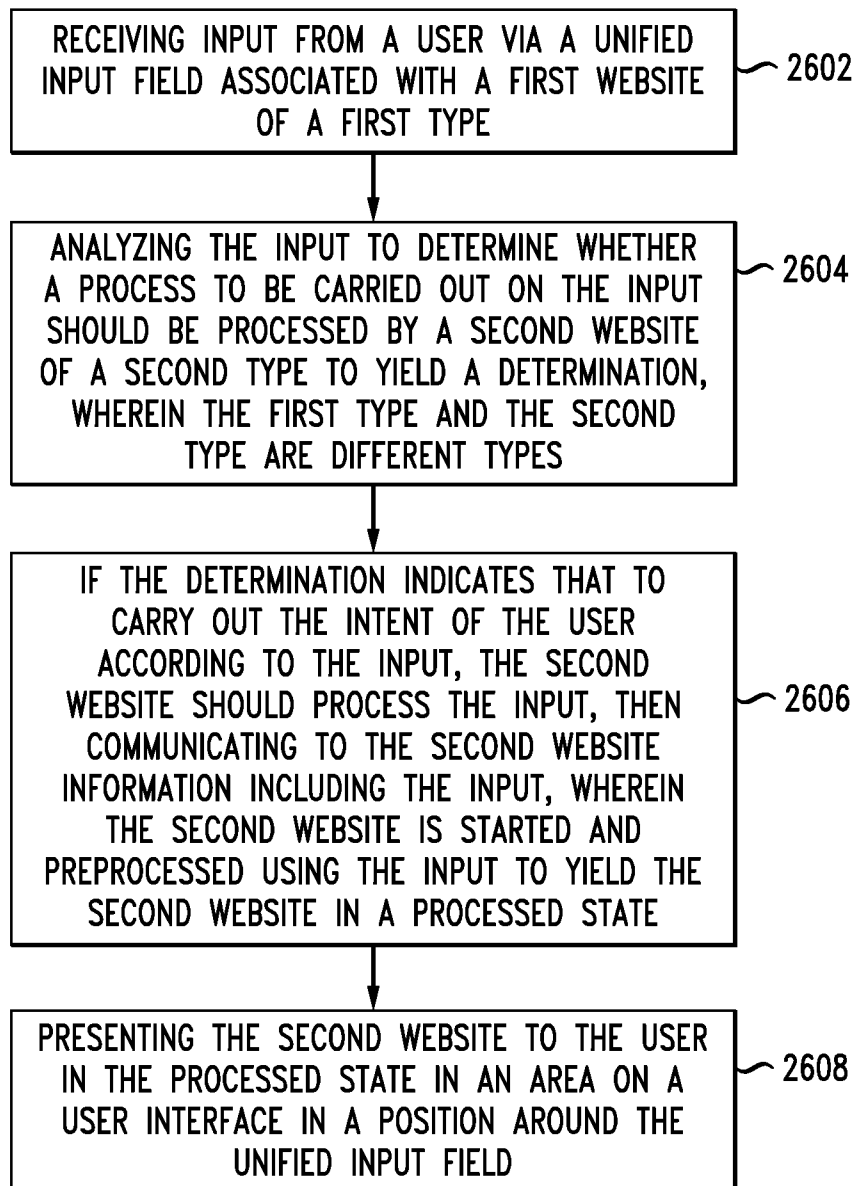 RECEIVING INPUT FROM A USER VIA A UNIFIED
INPUT FIELD ASSOCIATED WITH A FIRST WEBSITE
OF A FIRST TYPE
2602
ANALYZING THE INPUT TO DETERMINE WHETHER
A PROCESS TO BE CARRIED OUT ON THE INPUT
SHOULD BE PROCESSED BY A SECOND WEBSITE
OF A SECOND TYPE TO YIELD A DETERMINATION,
WHEREIN THE FIRST TYPE AND THE SECOND
TYPE ARE DIFFERENT TYPES
2604
IF THE DETERMINATION INDICATES THAT TO
CARRY OUT THE INTENT OF THE USER
ACCORDING TO THE INPUT, THE SECOND
WEBSITE SHOULD PROCESS THE INPUT, THEN
COMMUNICATING TO THE SECOND WEBSITE
INFORMATION INCLUDING THE INPUT, WHEREIN
THE SECOND WEBSITE IS STARTED AND
PREPROCESSED USING THE INPUT TO YIELD THE
SECOND WEBSITE IN A PROCESSED STATE
2606
PRESENTING THE SECOND WEBSITE TO THE USER
IN THE PROCESSED STATE IN AN AREA ON A
USER INTERFACE IN A POSITION AROUND THE
UNIFIED INPUT FIELD
2608